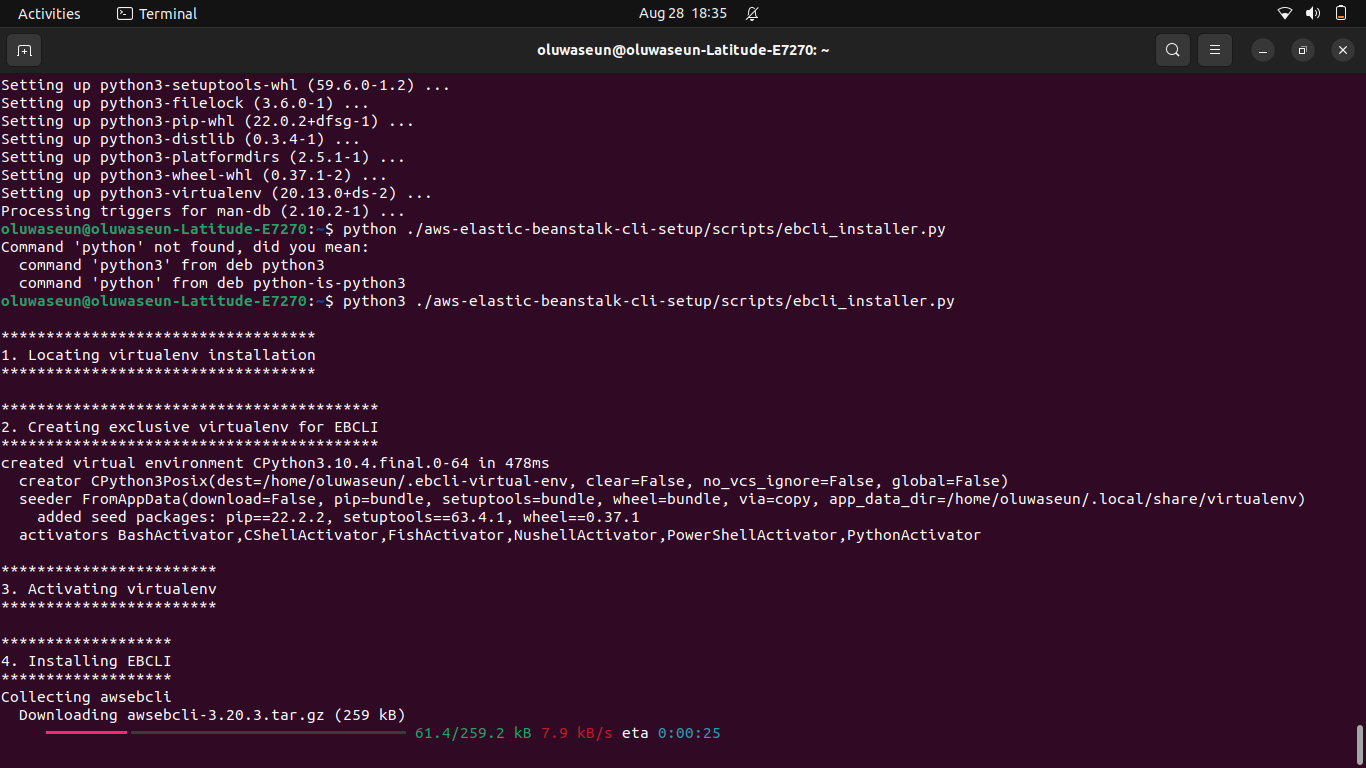 Activities Terminal Aug 28 18:35
oluwaseun@oluwaseun-Latitude-E7270: ~
Setting up python3-setuptools-whl (59.6.0-1.2) ...
Setting up python3-filelock (3.6.0-1) ...
Setting up python3-pip-whl (22.0.2+dfsg-1) ...
Setting up python3-distlib (0.3.4-1) ...
Setting up python3-platformdirs (2.5.1-1) ...
Setting up python3-wheel-whl (0.37.1-2) ...
Setting up python3-virtualenv (20.13.0+ds-2) ...
Processing triggers for man-db (2.10.2-1) ...
oluwaseun@oluwaseun-Latitude-E7270:~$ python ./aws-elastic-beanstalk-cli-setup/scripts/ebcli_installer.py
Command 'python' not found, did you mean:
  command 'python3' from deb python3
  command 'python' from deb python-is-python3
oluwaseun@oluwaseun-Latitude-E7270:~$ python3 ./aws-elastic-beanstalk-cli-setup/scripts/ebcli_installer.py
***********************************
1. Locating virtualenv installation
***********************************
******************************************
2. Creating exclusive virtualenv for EBCLI
******************************************
created virtual environment CPython3.10.4.final.0-64 in 478ms
  creator CPython3Posix(dest=/home/oluwaseun/.ebcli-virtual-env, clear=False, no_vcs_ignore=False, global=False)
  seeder FromAppData(download=False, pip=bundle, setuptools=bundle, wheel=bundle, via=copy, app_data_dir=/home/oluwaseun/.local/share/virtualenv)
    added seed packages: pip==22.2.2, setuptools==63.4.1, wheel==0.37.1
  activators BashActivator,CShellActivator,FishActivator,NushellActivator,PowerShellActivator,PythonActivator
************************
3. Activating virtualenv
************************
*******************
4. Installing EBCLI
*******************
Collecting awsebcli
  Downloading awsebcli-3.20.3.tar.gz (259 kB)
61.4/259.2 kB 7.9 kB/s eta 0:00:25